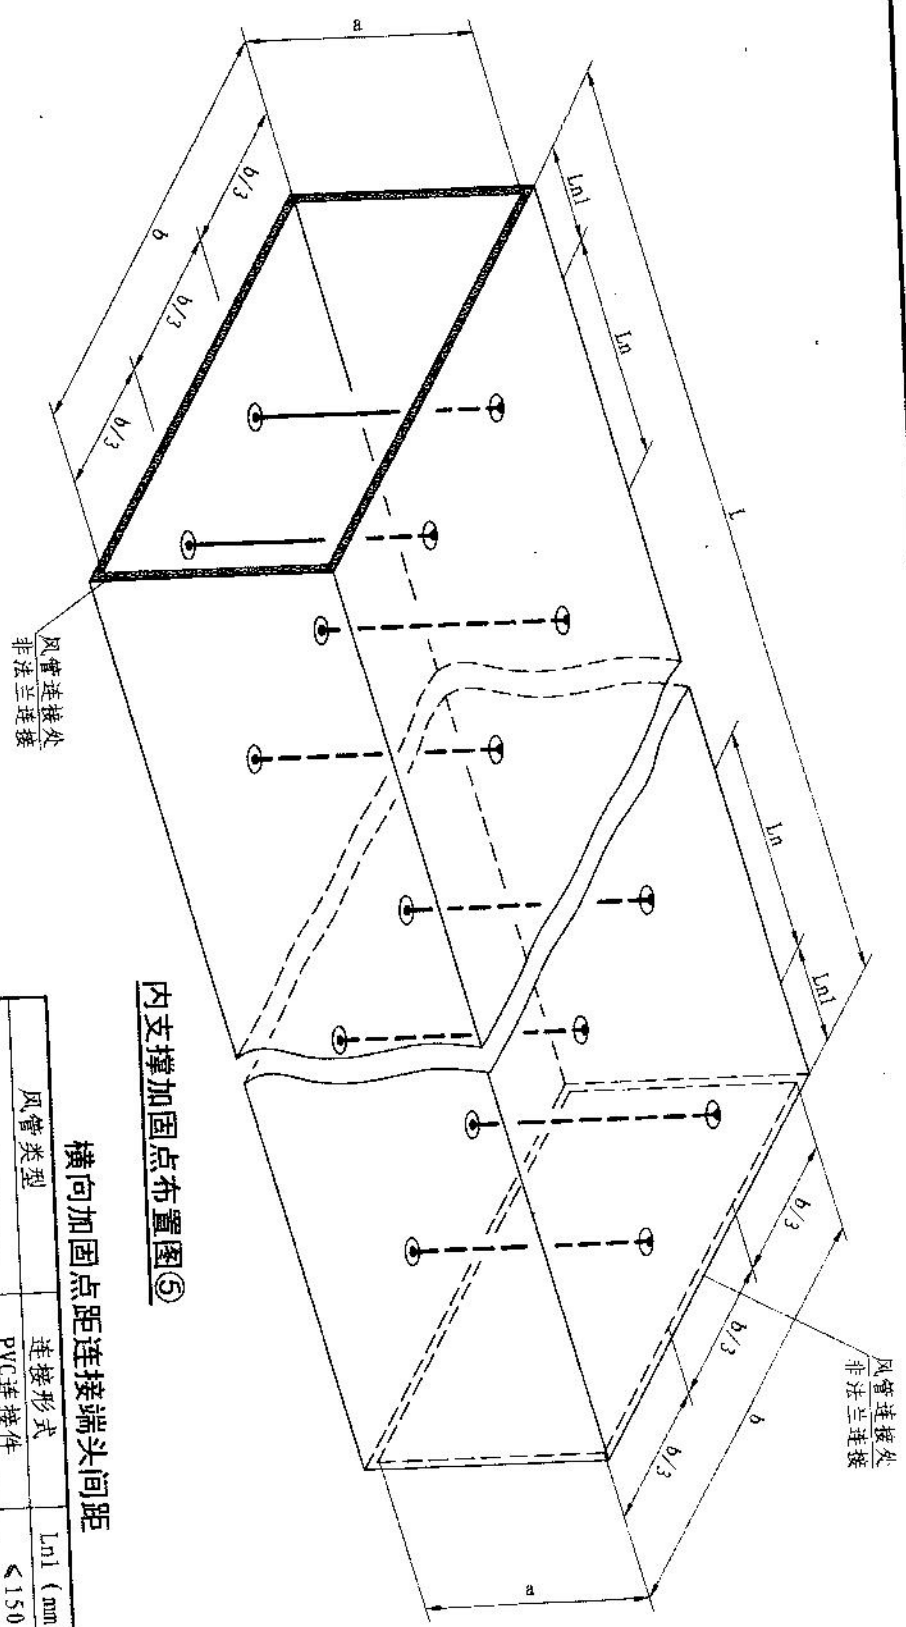 风管连接处
非法兰连接
Ln1
Ln
L
Ln
Ln1
b/3
b/3
b/3
b
a
a
b/3
b/3
b/3
b
风管连接处
非法兰连接
内支撑加固点布置图⑤
横向加固点距连接端头间距
风管类型 连接形式 Ln1 (mm
PVC连接件 ≤150